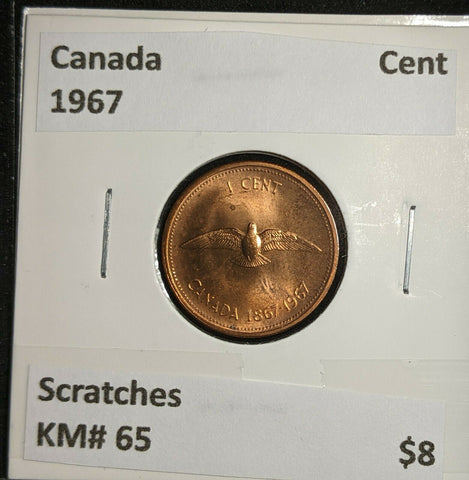 Canada Cent
1967
1 CENT
CANADA 1867-1967
Scratches
KM# 65
$8